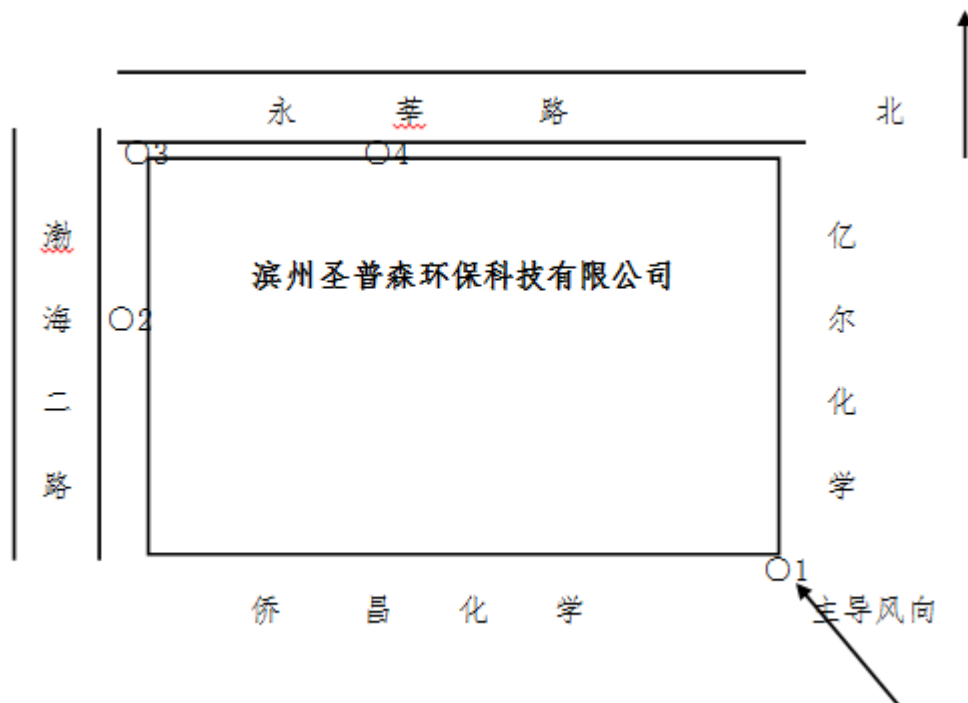 永莘路
北
○3
○4
渤海二路
滨州圣普森环保科技有限公司
亿尔化学
○2
○1
侨昌化学
主导风向